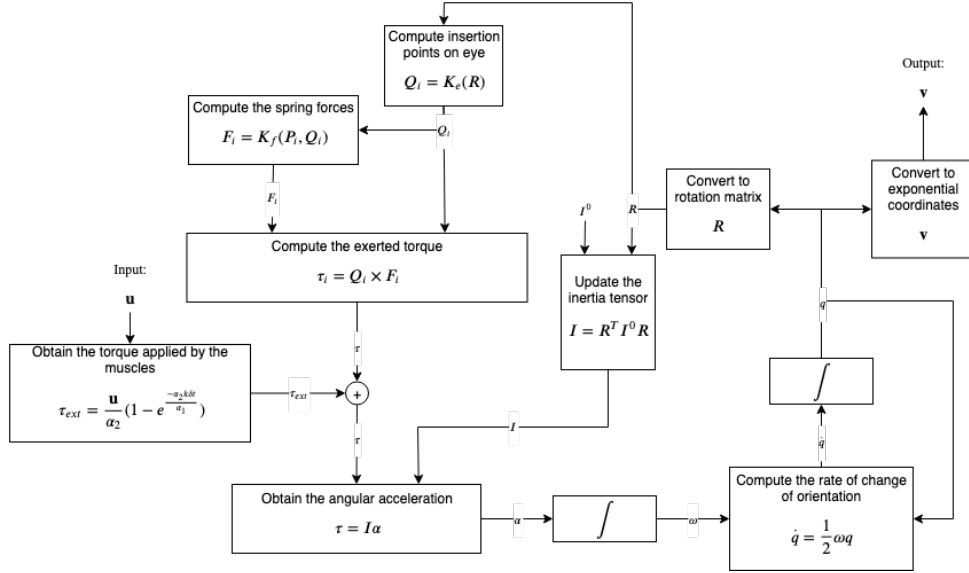 Compute insertion
points on eye
Q_i = K_e(R)
Compute the spring forces
F_i = K_f(P_i, Q_i)
Q_i
F_i
Compute the exerted torque
τ_i = Q_i × F_i
Input:
u
Obtain the torque applied by the
muscles
τ_ext = u/α_2 (1 − e^(−α_2kδt/α_1))
τ
τ_ext
+
τ
Obtain the angular acceleration
τ = Iα
I^0
R
Update the
inertia tensor
I = R^T I^0 R
I
Convert to
rotation matrix
R
Output:
v
Convert to
exponential
coordinates
v
q
∫
q̇
Compute the rate of change
of orientation
q̇ = 1/2 ωq
α
∫
ω